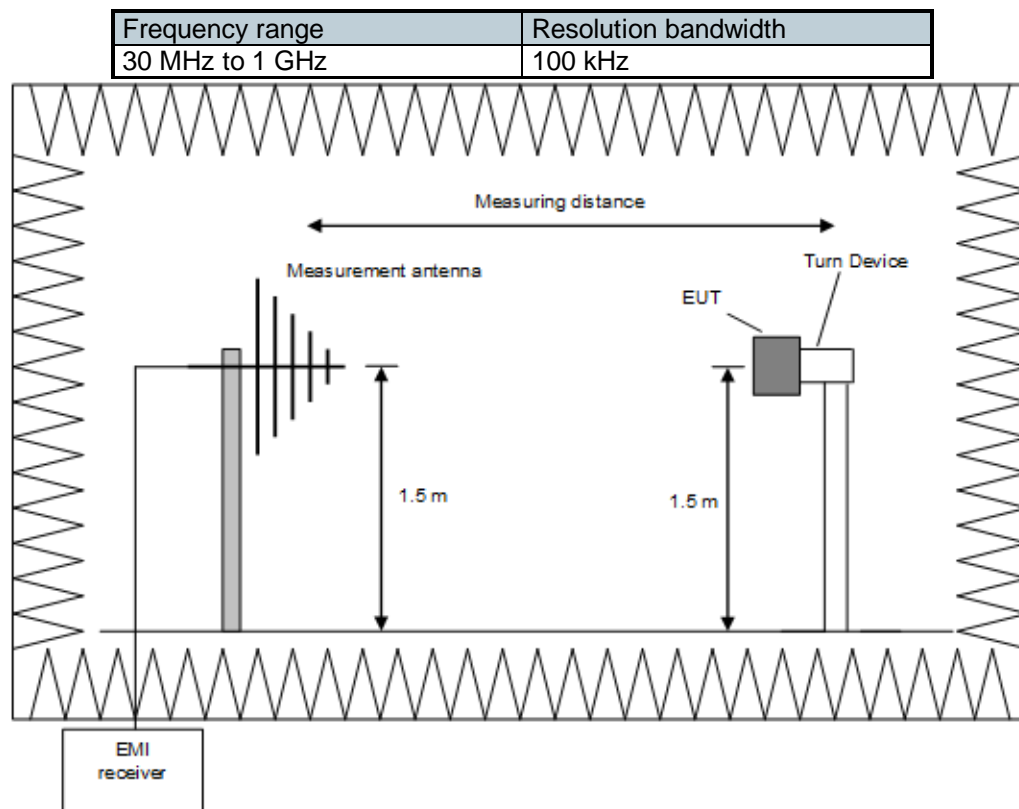 Frequency range Resolution bandwidth
30 MHz to 1 GHz 100 kHz
Measuring distance
Measurement antenna
Turn Device
EUT
1.5 m
1.5 m
EMI
receiver